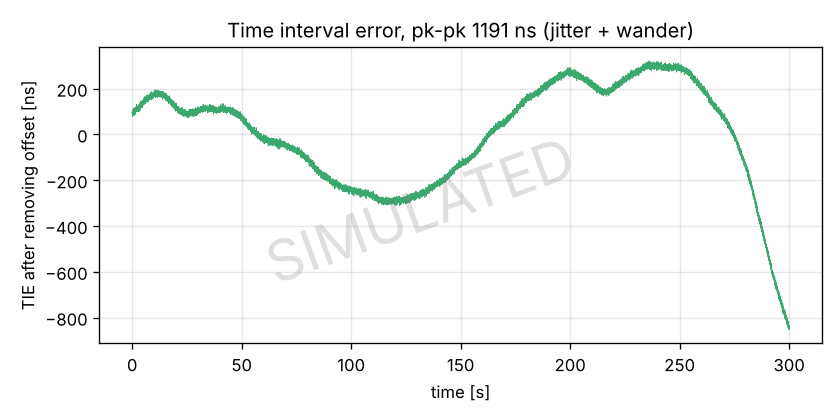 Time interval error, pk-pk 1191 ns (jitter + wander)
TIE after removing offset [ns]
200
0
−200
−400
−600
−800
SIMULATED
0 50 100 150 200 250 300
time [s]